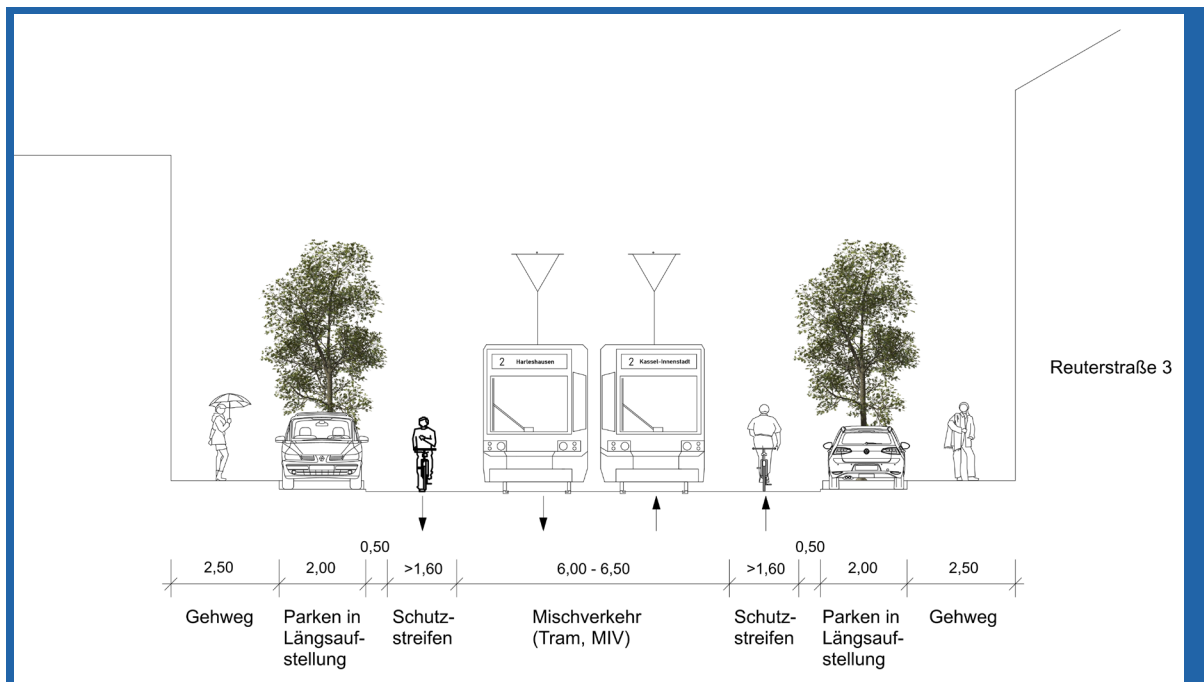 2 Harleshausen
2 Kassel-Innenstadt
Reuterstraße 3
0,50
0,50
2,50
2,00
>1,60
6,00 - 6,50
>1,60
2,00
2,50
Gehweg
Parken in
Längsauf-
stellung
Schutz-
streifen
Mischverkehr
(Tram, MIV)
Schutz-
streifen
Parken in
Längsauf-
stellung
Gehweg